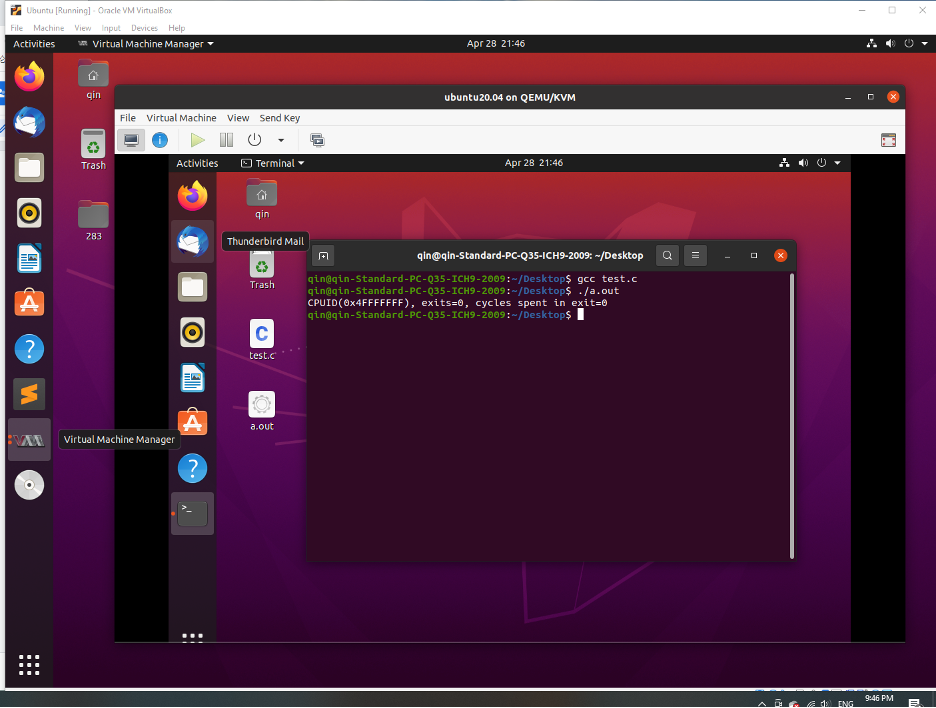 Ubuntu [Running] - Oracle VM VirtualBox
File Machine View Input Devices Help
Activities Virtual Machine Manager Apr 28 21:46
qin
Trash
283
ubuntu20.04 on QEMU/KVM
File Virtual Machine View Send Key
Activities Terminal Apr 28 21:46
qin
Thunderbird Mail
Trash
test.c
a.out
Virtual Machine Manager
qin@qin-Standard-PC-Q35-ICH9-2009: ~/Desktop
qin@qin-Standard-PC-Q35-ICH9-2009:~/Desktop$ gcc test.c
qin@qin-Standard-PC-Q35-ICH9-2009:~/Desktop$ ./a.out
CPUID(0x4FFFFFFF), exits=0, cycles spent in exit=0
qin@qin-Standard-PC-Q35-ICH9-2009:~/Desktop$
ENG
9:46 PM